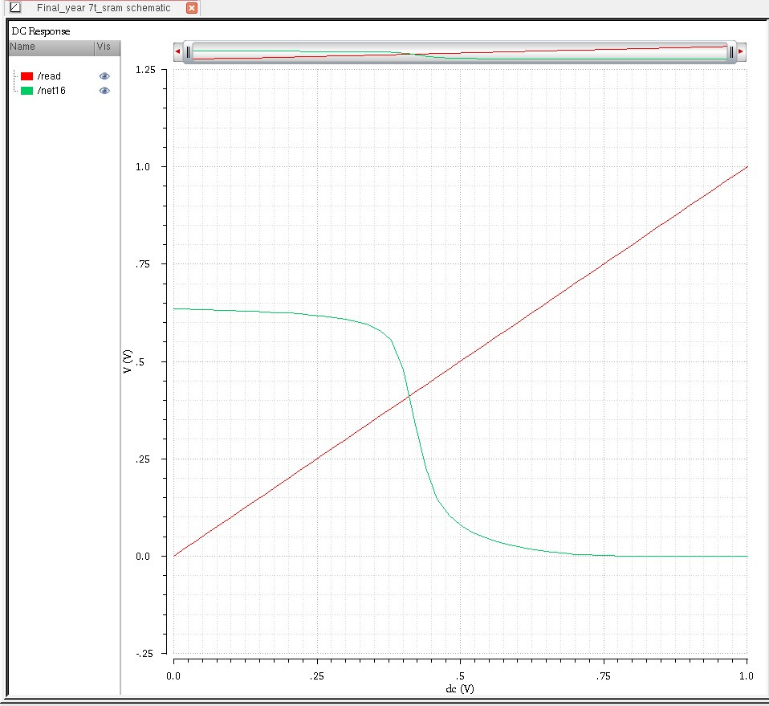 Final_year 7t_sram schematic
DC Response
Name Vis
/read
/net16
1.25
1.0
.75
.5
.25
0.0
-.25
V (V)
0.0 .25 .5 .75 1.0
dc (V)